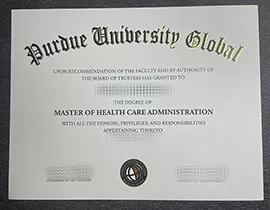 Purdue University Global
UPON RECOMMENDATION OF THE FACULTY AND BY AUTHORITY OF
THE BOARD OF TRUSTEES HAS GRANTED TO
THE DEGREE OF
MASTER OF HEALTH CARE ADMINISTRATION
WITH ALL THE HONORS, PRIVILEGES, AND RESPONSIBILITIES
APPERTAINING THERETO